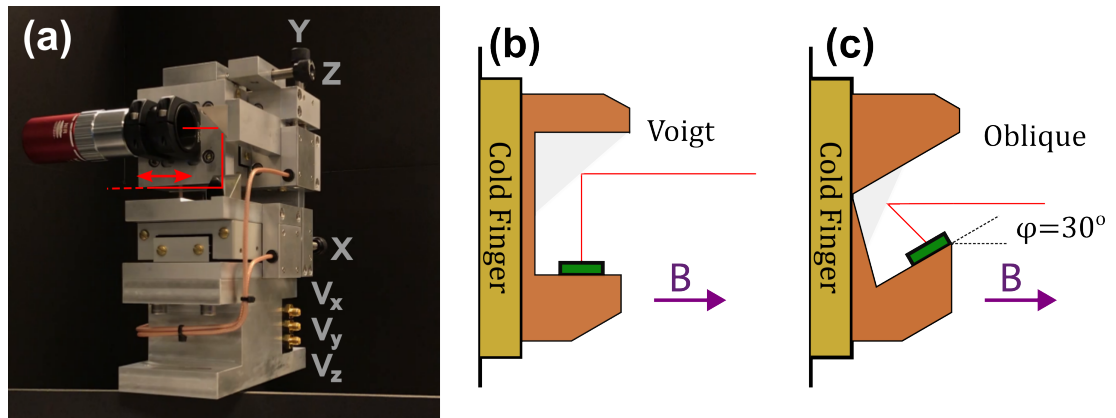 (a)
Y
Z
X
Vx
Vy
Vz
(b)
Cold Finger
Voigt
B
(c)
Cold Finger
Oblique
φ=30°
B